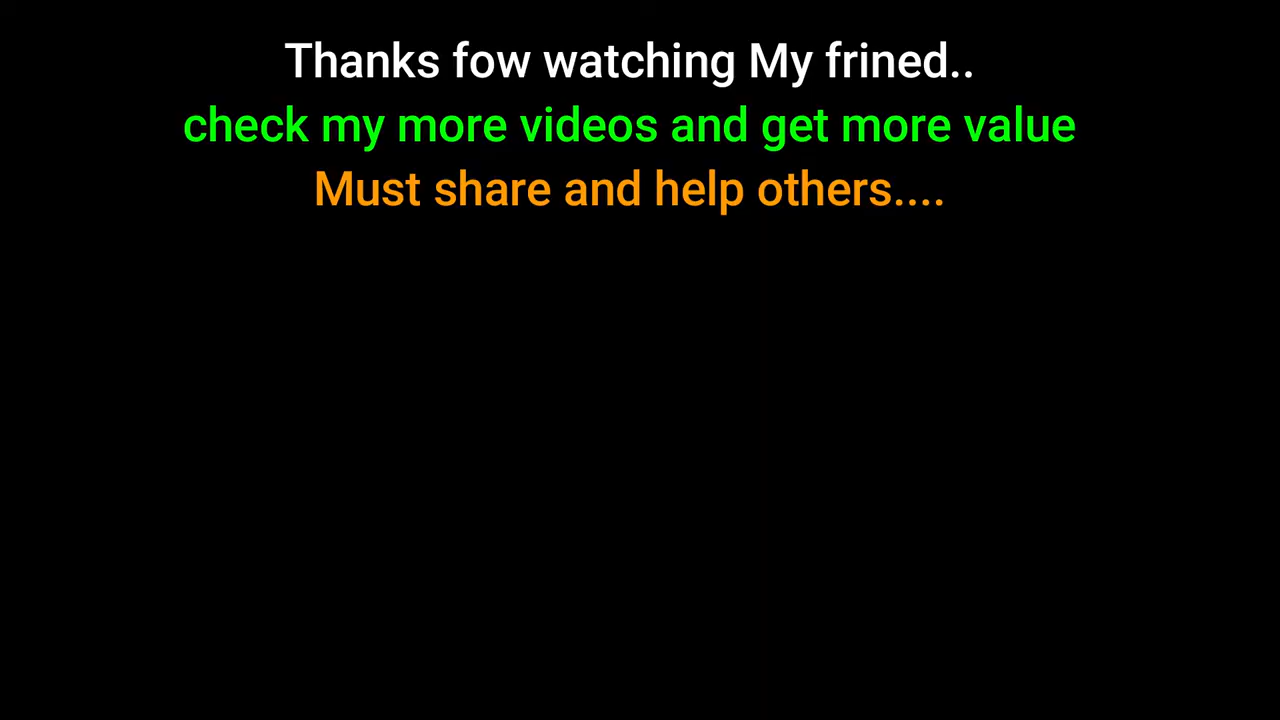 Thanks fow watching My frined..
check my more videos and get more value
Must share and help others....